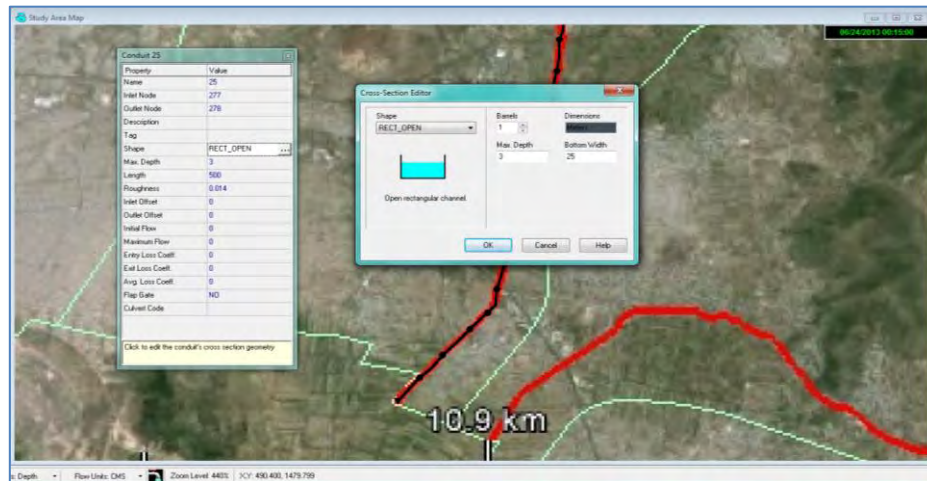 Study Area Map
06/24/2013 00:15:00
Conduit 25
Property Value
Name 25
Inlet Node 277
Outlet Node 278
Description
Tag
Shape RECT_OPEN ...
Max. Depth 3
Length 500
Roughness 0.014
Inlet Offset 0
Outlet Offset 0
Initial Flow 0
Maximum Flow 0
Entry Loss Coeff. 0
Exit Loss Coeff. 0
Avg. Loss Coeff. 0
Flap Gate NO
Culvert Code
Click to edit the conduit's cross section geometry
Cross-Section Editor
Shape
RECT_OPEN
Open rectangular channel
Barrels Dimensions
1 Meters
Max. Depth Bottom Width
3 25
OK Cancel Help
10.9 km
s: Depth Flow Units: CMS Zoom Level: 440% X,Y: 490.400, 1479.799